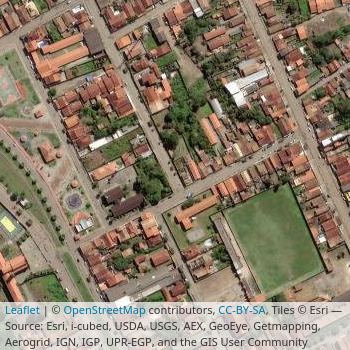 Leaflet | © OpenStreetMap contributors, CC-BY-SA, Tiles © Esri —
Source: Esri, i-cubed, USDA, USGS, AEX, GeoEye, Getmapping,
Aerogrid, IGN, IGP, UPR-EGP, and the GIS User Community